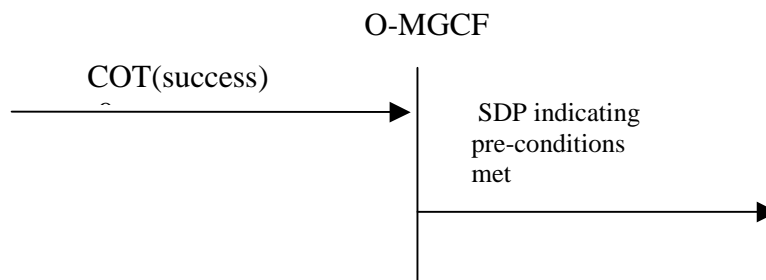 O-MGCF
COT(success)
SDP indicating
pre-conditions
met